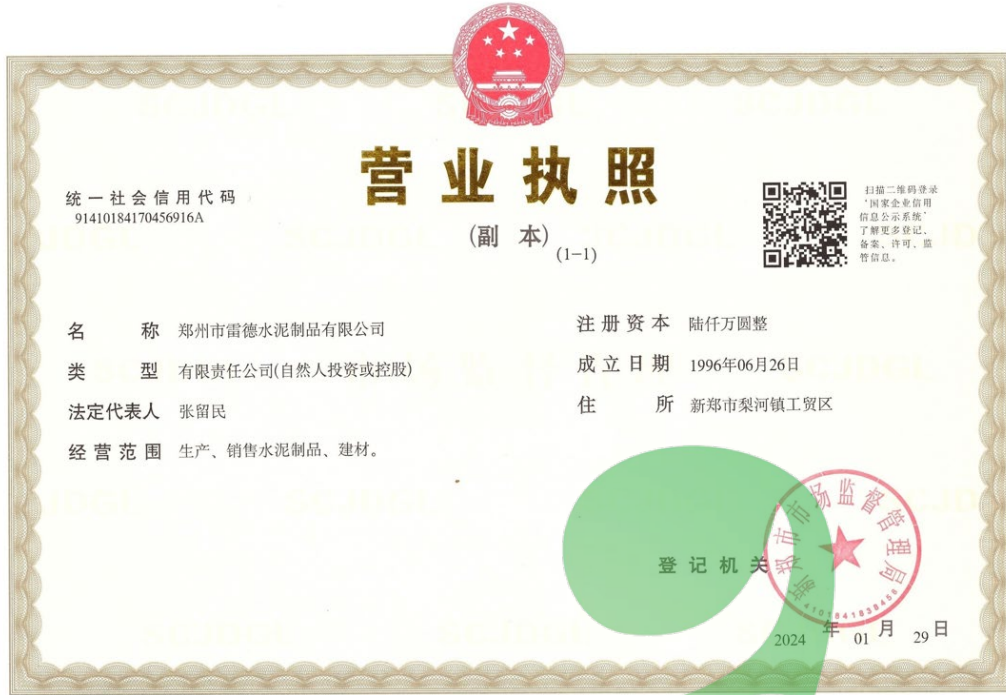 营业执照
(副 本)
(1-1)
统一社会信用代码
91410184170456916A
扫描二维码登录
‘国家企业信用
信息公示系统’
了解更多登记、
备案、许可、监
管信息。
名 称 郑州市雷德水泥制品有限公司
类 型 有限责任公司(自然人投资或控股)
法定代表人 张留民
经营范围 生产、销售水泥制品、建材。
注册资本 陆仟万圆整
成立日期 1996年06月26日
住 所 新郑市梨河镇工贸区
登记机关
新郑市市场监督管理局
4101841838456
2024 年 01 月 29 日